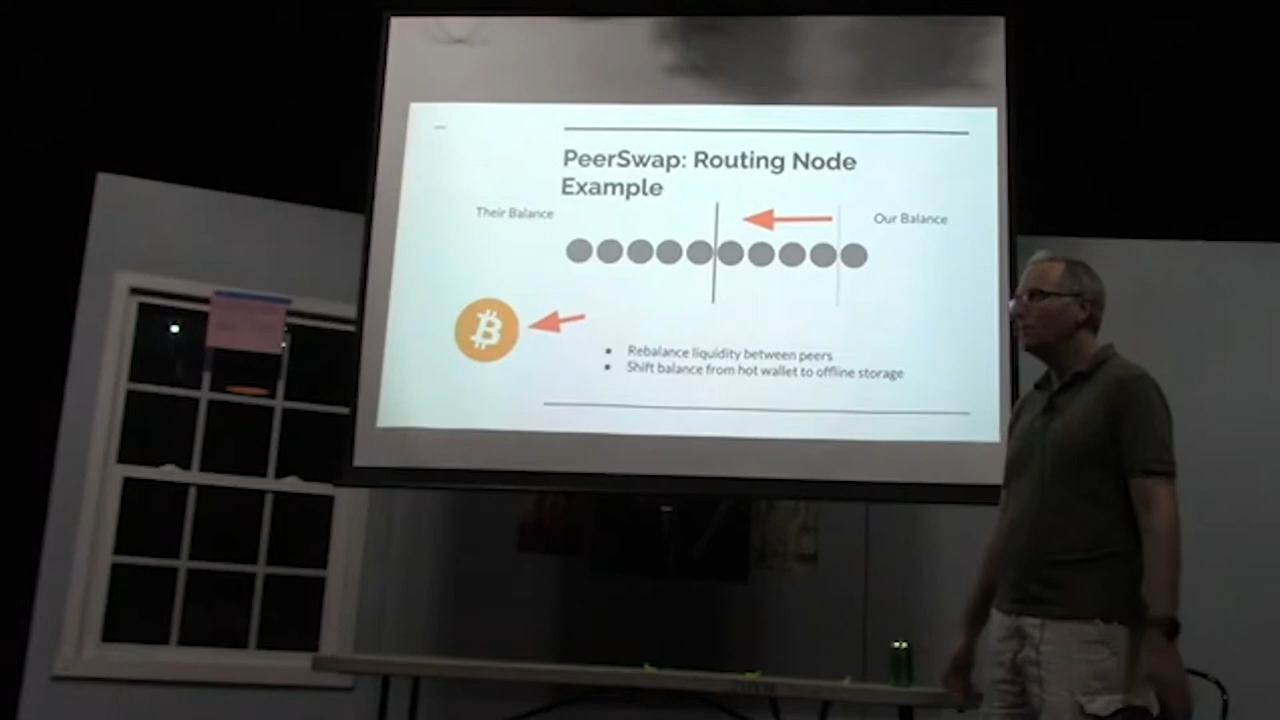 PeerSwap: Routing Node
Example
Their Balance
Our Balance
• Rebalance liquidity between peers
• Shift balance from hot wallet to offline storage